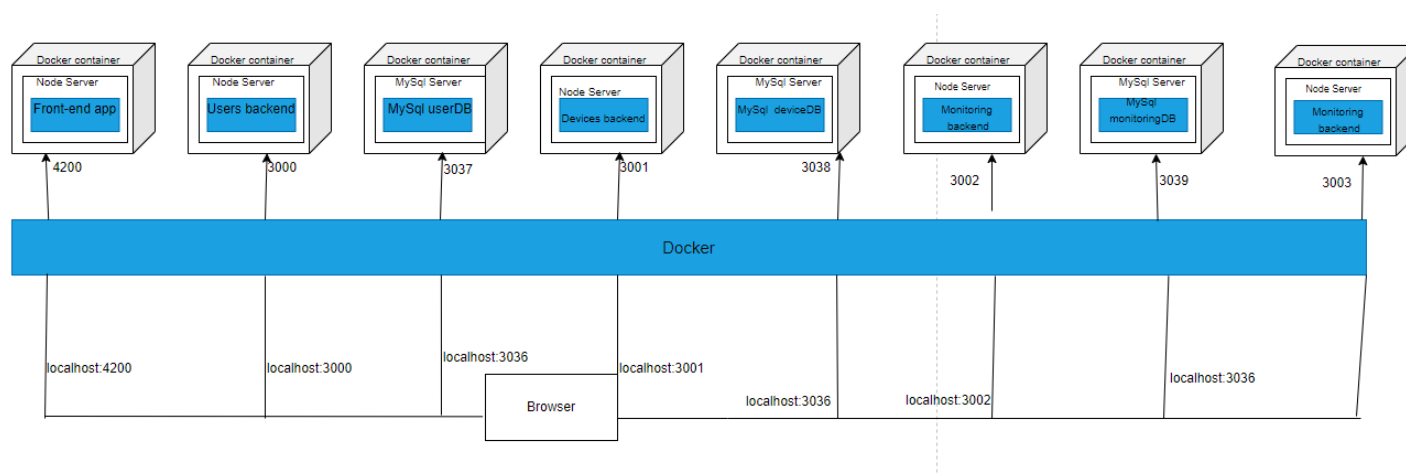 Docker container
Node Server
Front-end app
4200
Docker container
Node Server
Users backend
3000
Docker container
MySql Server
MySql userDB
3037
Docker container
Node Server
Devices backend
3001
Docker container
MySql Server
MySql deviceDB
3038
Docker container
Node Server
Monitoring
backend
3002
Docker container
MySql Server
MySql
monitoringDB
3039
Docker container
Node Server
Monitoring
backend
3003
Docker
localhost:4200
localhost:3000
localhost:3036
localhost:3001
localhost:3036
localhost:3002
localhost:3036
Browser